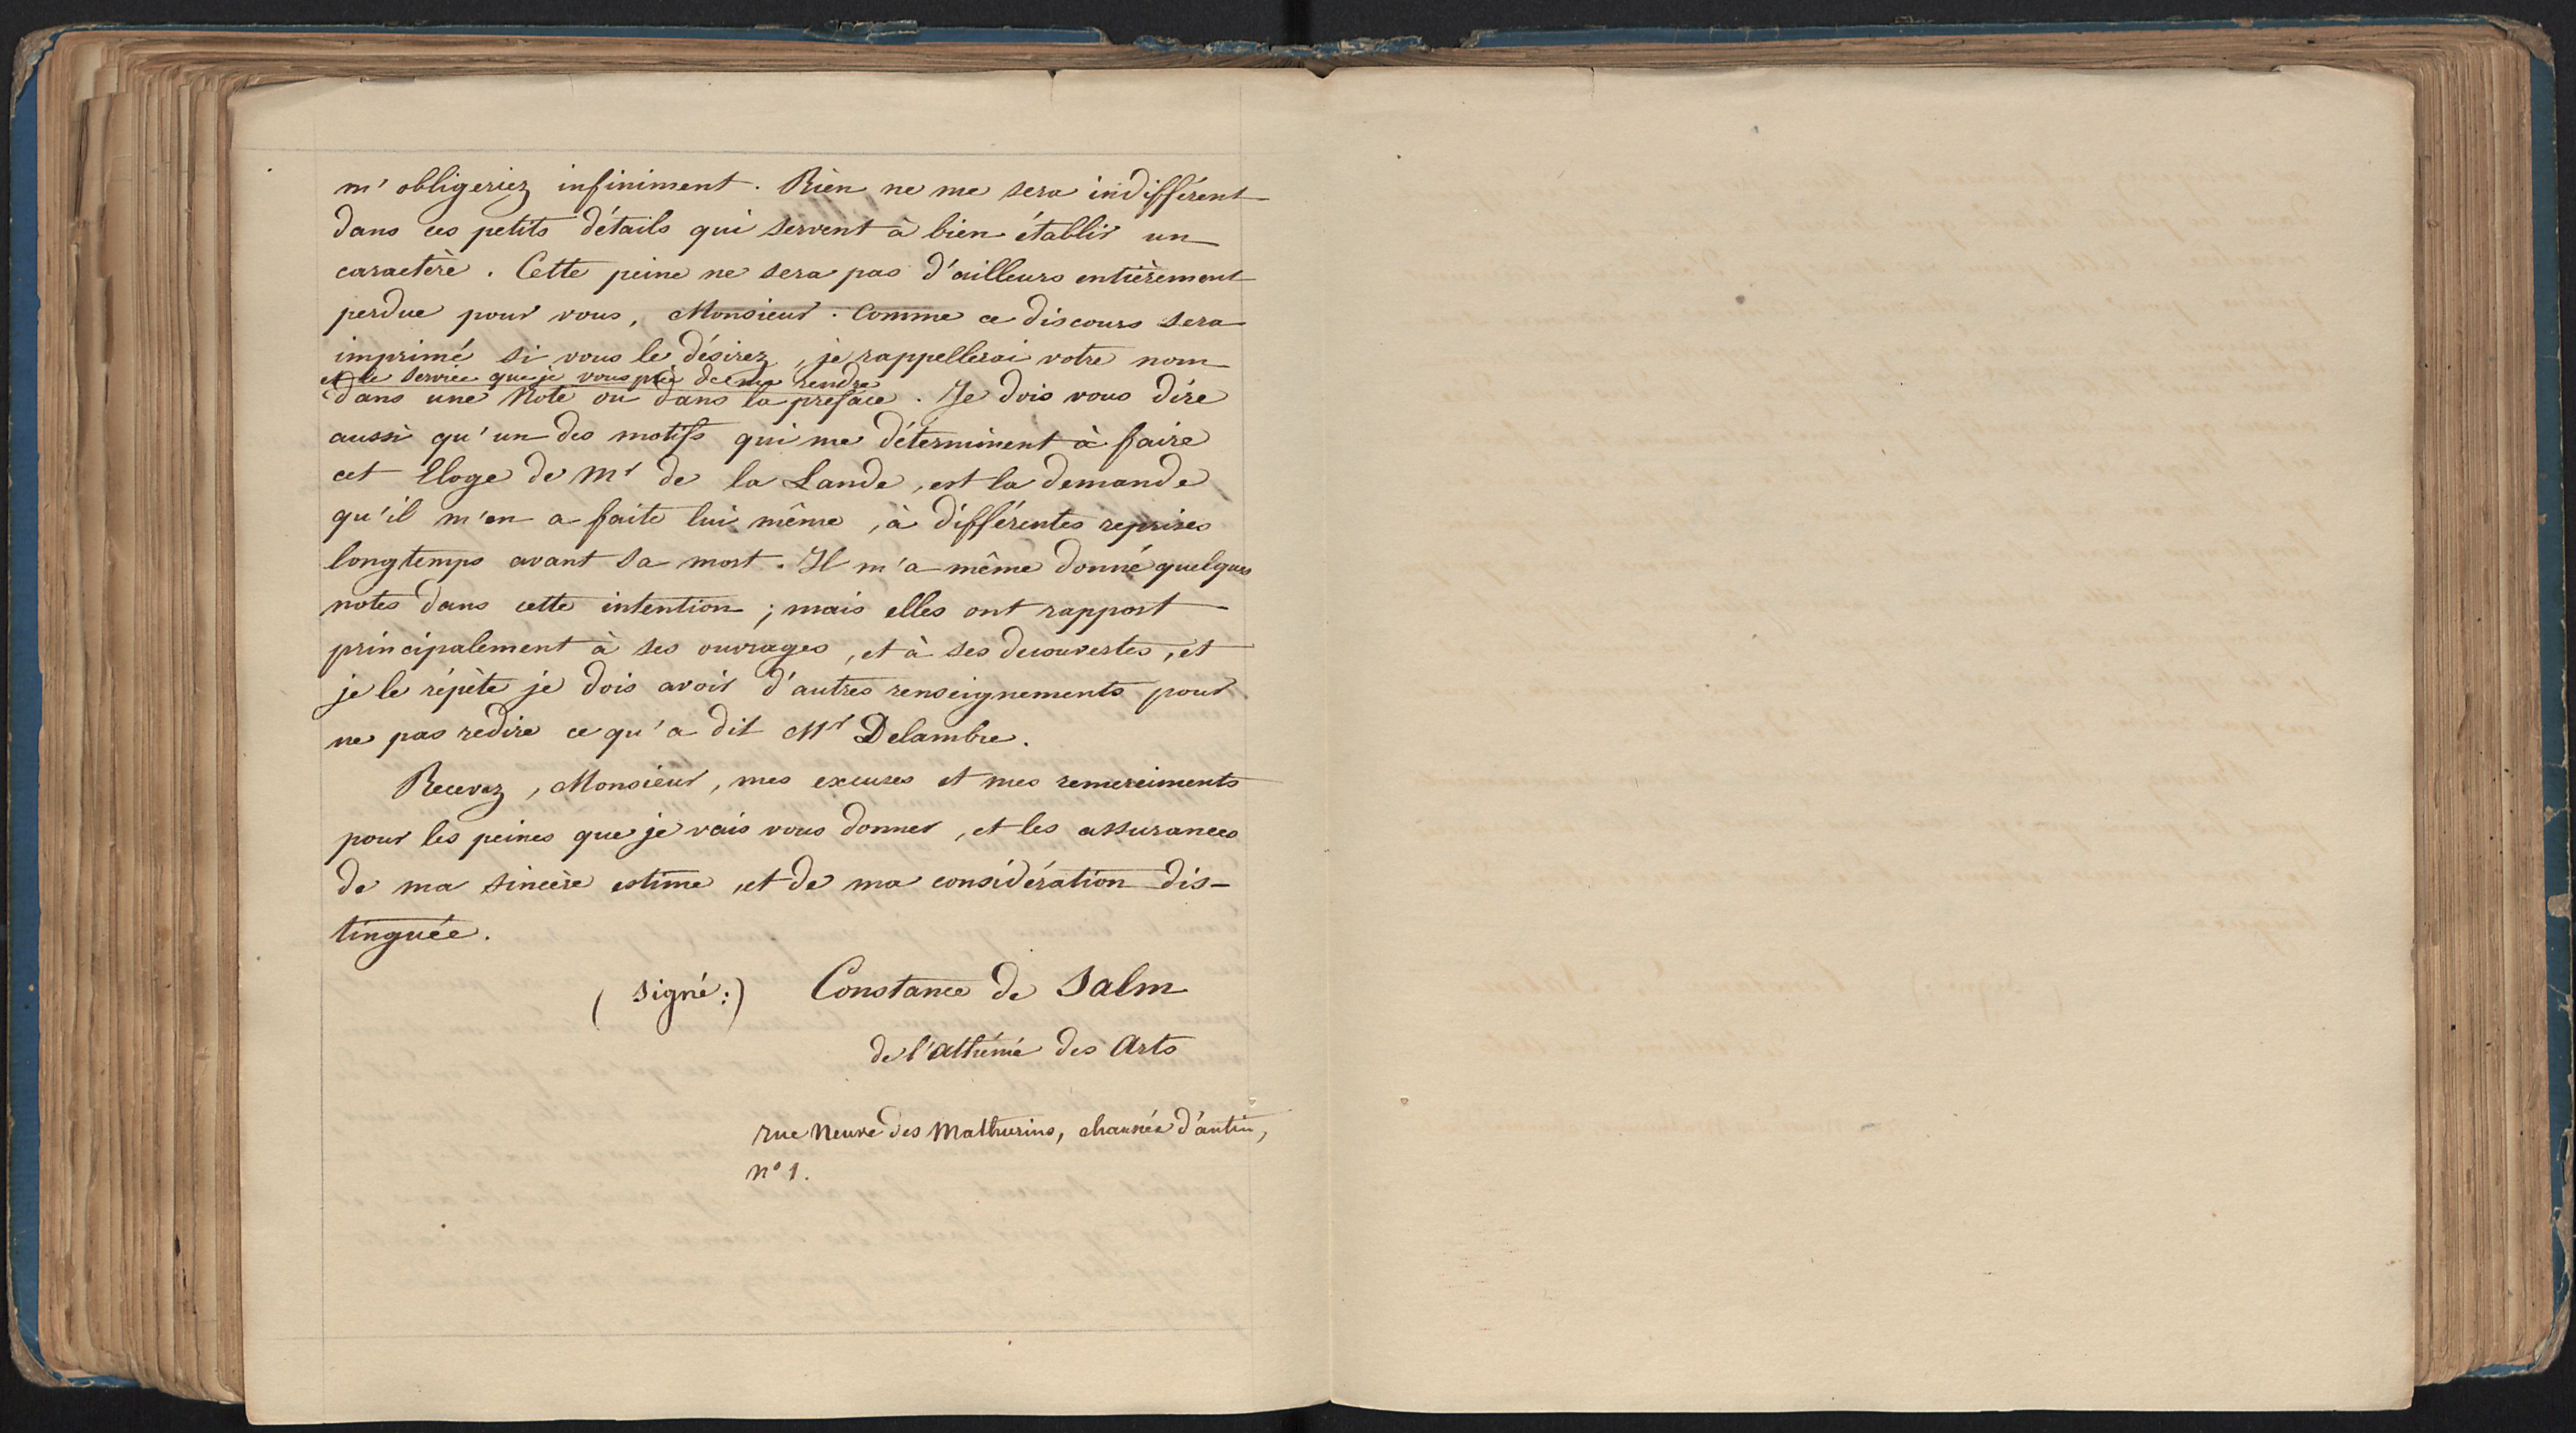 m'obligeriez infiniment. Rien ne me sera indifférent
dans ces petits détails qui servent à bien établir un
caractère. Cette peine ne sera pas d'ailleurs entièrement
perdue pour vous, Monsieur. Comme ce discours sera
imprimé si vous le désirez, je rappellerai votre nom
et le service que je vous prie de me rendre
dans une Note ou dans la preface. Je dois vous dire
aussi qu'un des motifs qui me déterminent à faire
cet Eloge de Mr de la Lande, est la demande
qu'il m'en a faite lui même, à différentes reprises
longtemps avant sa mort. Il m'a même donné quelques
notes dans cette intention; mais elles ont rapport
principalement à ses ouvrages, et à ses decouvertes, et
je le répète je dois avoir d'autres renseignements pour
ne pas redire ce qu'a dit Mr Delambre.
Recevez, Monsieur, mes excuses et mes remerciments
pour les peines que je vais vous donner, et les assurances
de ma sincère estime, et de ma considération dis-
tinguée.
(signé:) Constance de Salm
de l'athénée des Arts
rue Neuve des Mathurins, chaussée d'antin,
nº 1.